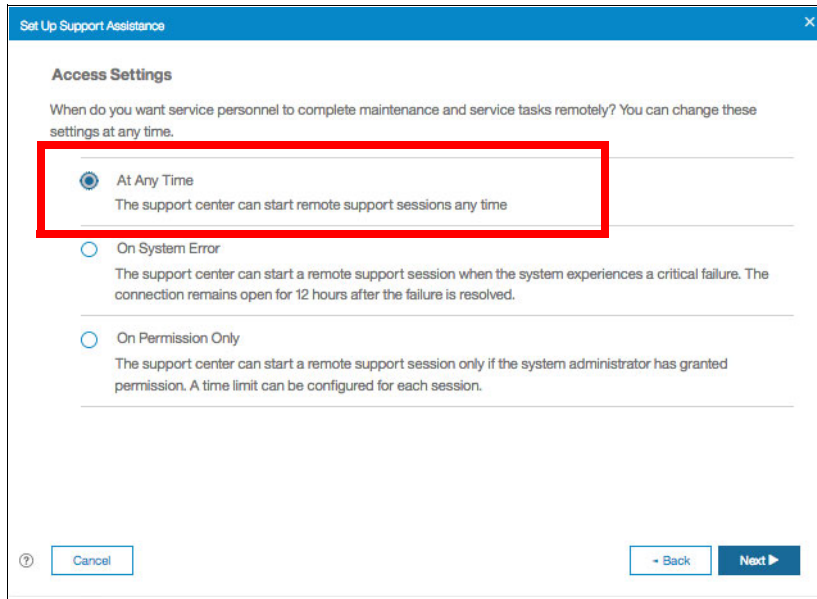 Set Up Support Assistance
Access Settings
When do you want service personnel to complete maintenance and service tasks remotely? You can change these
settings at any time.
At Any Time
The support center can start remote support sessions any time
On System Error
The support center can start a remote support session when the system experiences a critical failure. The
connection remains open for 12 hours after the failure is resolved.
On Permission Only
The support center can start a remote support session only if the system administrator has granted
permission. A time limit can be configured for each session.
? Cancel Back Next